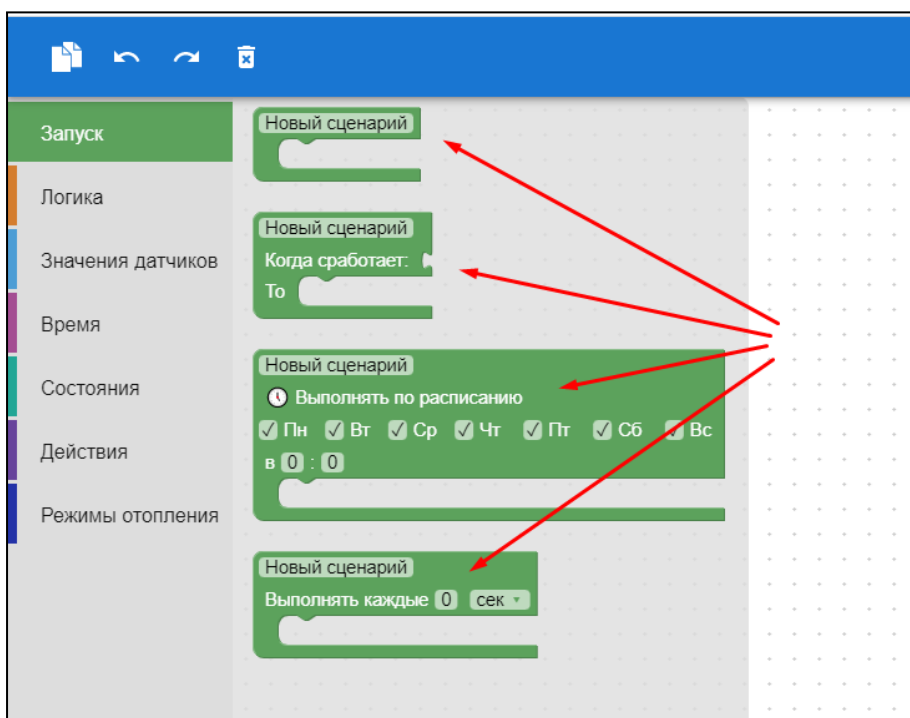 Запуск
Логика
Значения датчиков
Время
Состояния
Действия
Режимы отопления
Новый сценарий
Новый сценарий
Когда сработает:
То
Новый сценарий
Выполнять по расписанию
Пн Вт Ср Чт Пт Сб Вс
в 0 : 0
Новый сценарий
Выполнять каждые 0 сек